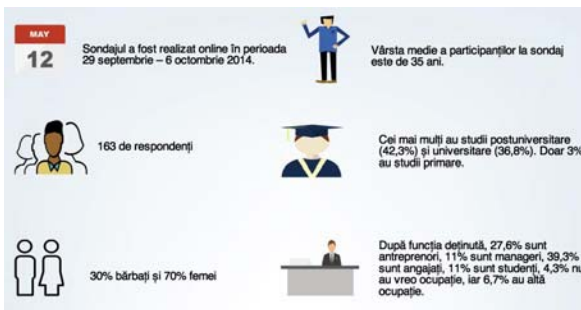 MAY
12
Sondajul a fost realizat online în perioada
29 septembrie – 6 octombrie 2014.
Vârsta medie a participanților la sondaj
este de 35 ani.
163 de respondenți
Cei mai mulți au studii postuniversitare
(42,3%) și universitare (36,8%). Doar 3%
au studii primare.
30% bărbați și 70% femei
După funcția deținută, 27,6% sunt
antreprenori, 11% sunt manageri, 39,3%
sunt angajați, 11% sunt studenți, 4,3% nu
au vreo ocupație, iar 6,7% au altă
ocupație.